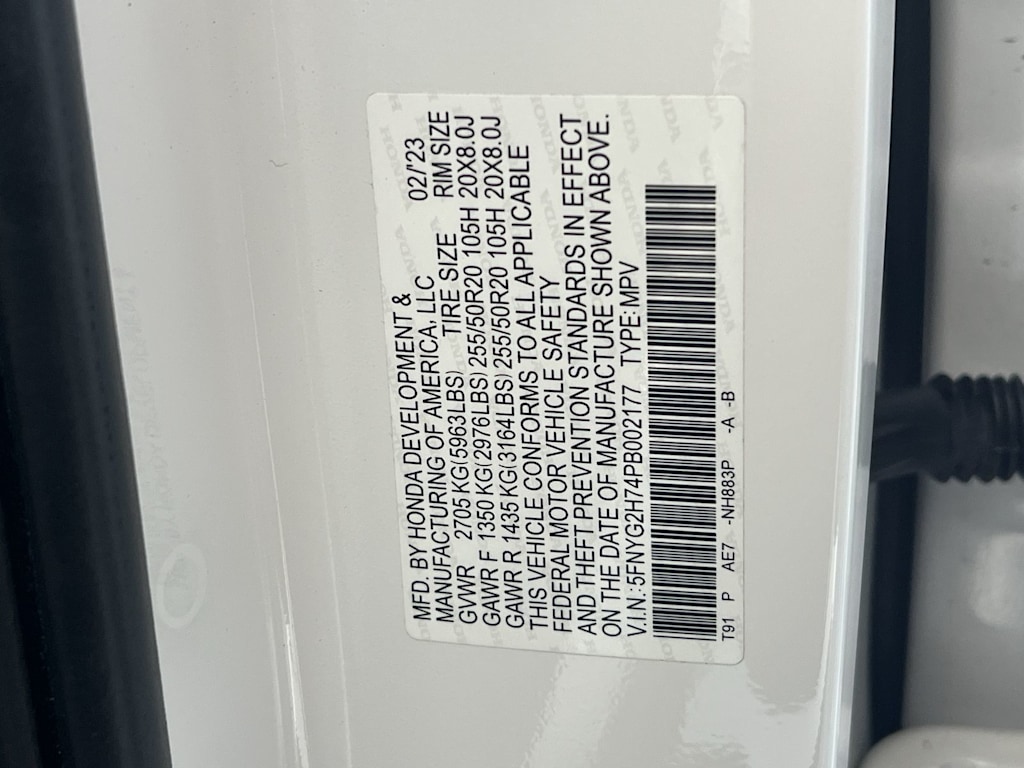 MFD. BY HONDA DEVELOPMENT & 02/'23
MANUFACTURING OF AMERICA, LLC RIM SIZE
GVWR 2705 KG(5963LBS) TIRE SIZE
GAWR F 1350 KG(2976LBS) 255/50R20 105H 20X8.0J
GAWR R 1435 KG(3164LBS) 255/50R20 105H 20X8.0J
THIS VEHICLE CONFORMS TO ALL APPLICABLE
FEDERAL MOTOR VEHICLE SAFETY
AND THEFT PREVENTION STANDARDS IN EFFECT
ON THE DATE OF MANUFACTURE SHOWN ABOVE.
V.I.N.:5FNYG2H74PB002177 TYPE:MPV
T91 P AE7 -NH883P -A -B